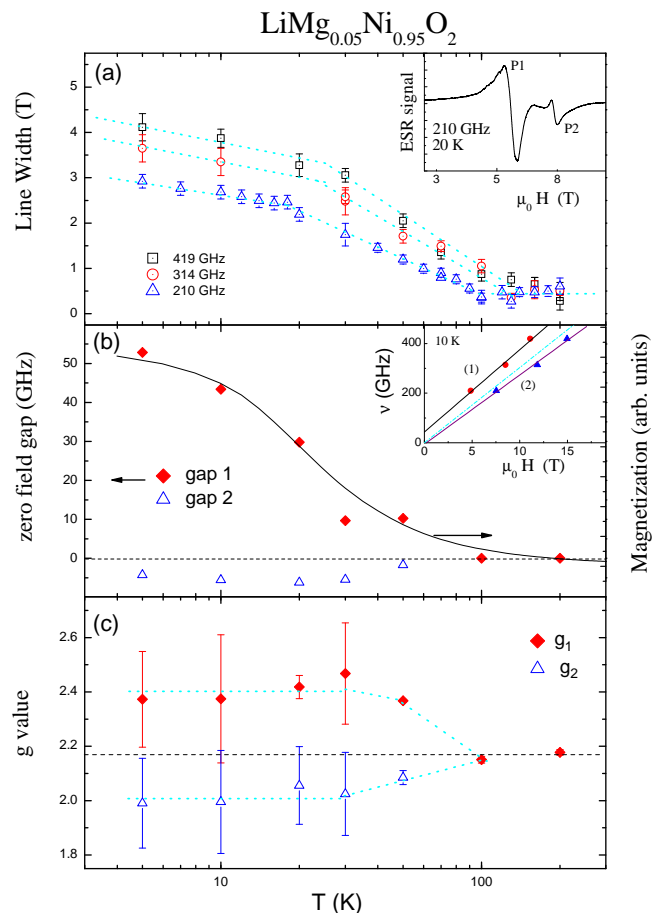 LiMg0.05Ni0.95O2
(a)
Line Width (T)
5
4
3
2
1
0
419 GHz
314 GHz
210 GHz
ESR signal
P1
P2
210 GHz
20 K
3 5 8
μ0 H (T)
(b)
zero field gap (GHz)
50
40
30
20
10
0
gap 1
gap 2
Magnetization (arb. units)
10 K
ν (GHz)
400
200
0
(1)
(2)
0 5 10 15
μ0 H (T)
(c)
g value
2.6
2.4
2.2
2.0
1.8
g1
g2
10 100
T (K)